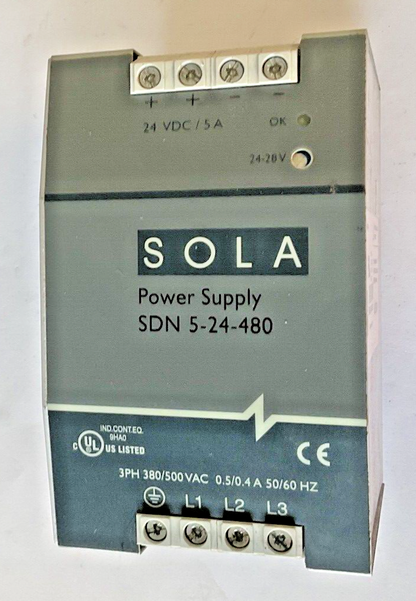 + + - -
24 VDC / 5 A OK
24-28V
SOLA
Power Supply
SDN 5-24-480
IND.CONT.EQ.
9HA0
C UL US LISTED
CE
3PH 380/500VAC 0.5/0.4 A 50/60 HZ
L1 L2 L3